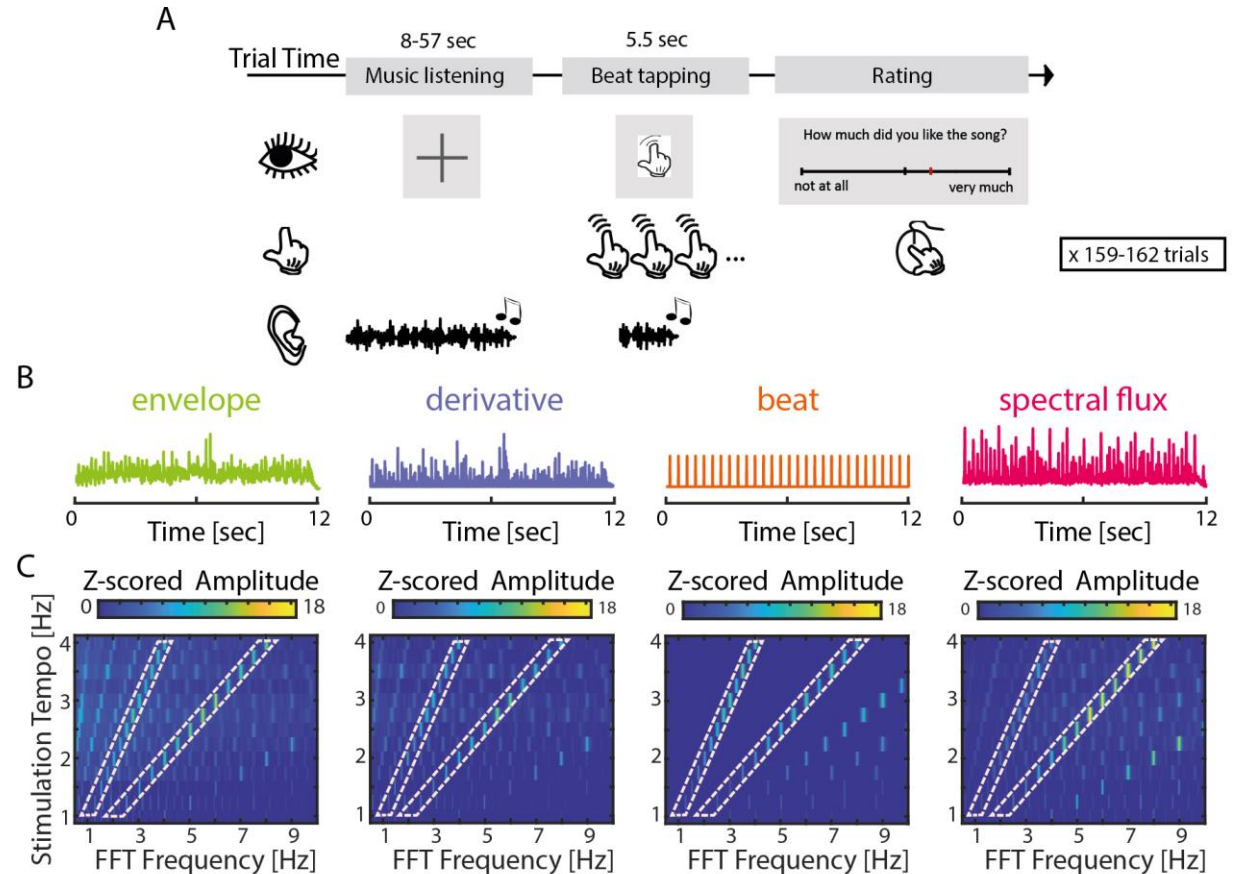 A
8-57 sec
5.5 sec
Trial Time
Music listening
Beat tapping
Rating
How much did you like the song?
not at all
very much
...
x 159-162 trials
B
envelope
derivative
beat
spectral flux
0
12
0
12
0
12
0
12
Time [sec]
Time [sec]
Time [sec]
Time [sec]
C
Z-scored Amplitude
Z-scored Amplitude
Z-scored Amplitude
Z-scored Amplitude
0
18
0
18
0
18
0
18
Stimulation Tempo [Hz]
4
3
2
1
4
3
2
1
4
3
2
1
4
3
2
1
1 3 5 7 9
1 3 5 7 9
1 3 5 7 9
1 3 5 7 9
FFT Frequency [Hz]
FFT Frequency [Hz]
FFT Frequency [Hz]
FFT Frequency [Hz]